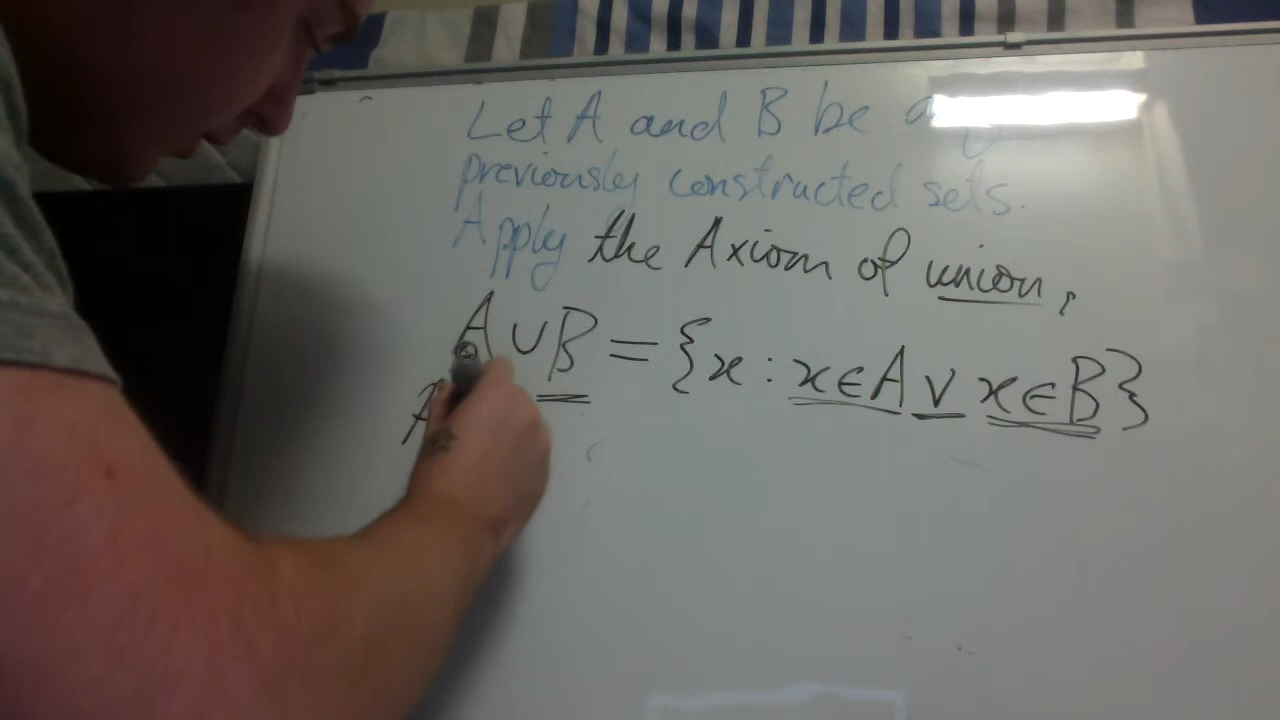 Let A and B be
previously constructed sets.
Apply the Axiom of union,
A∪B = {x : x∈A ∨ x∈B}
A